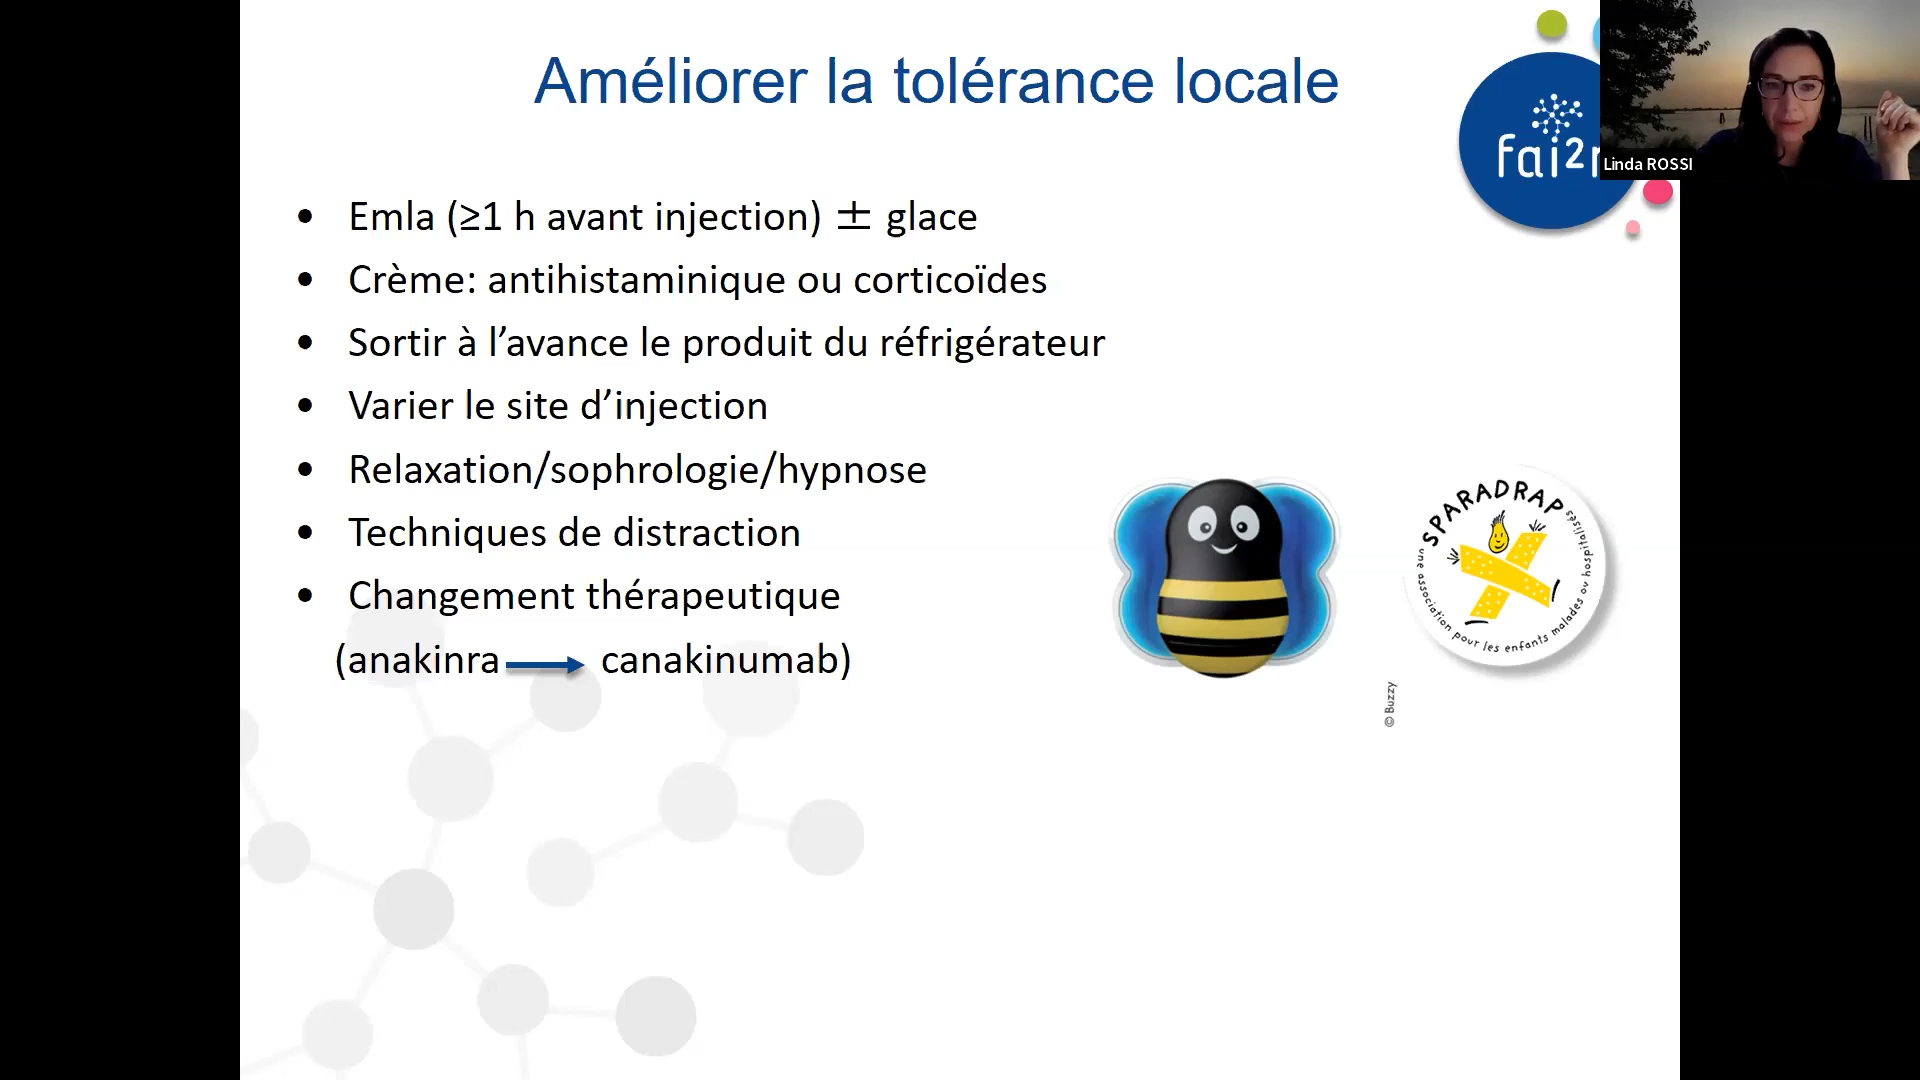 Améliorer la tolérance locale
fai2r
Linda ROSSI
• Emla (≥1 h avant injection) ± glace
• Crème: antihistaminique ou corticoïdes
• Sortir à l’avance le produit du réfrigérateur
• Varier le site d’injection
• Relaxation/sophrologie/hypnose
• Techniques de distraction
• Changement thérapeutique
(anakinra → canakinumab)
SPARADRAP
une association pour les enfants malades ou hospitalisés
© Buzzy